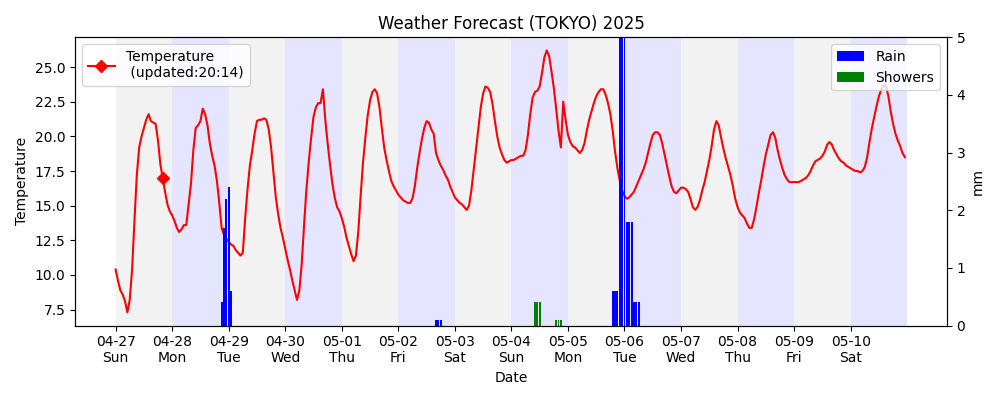 Weather Forecast (TOKYO) 2025
Temperature
(updated:20:14)
Rain
Showers
Temperature
25.0
22.5
20.0
17.5
15.0
12.5
10.0
7.5
5
4
3
2
1
0
mm
04-27 04-28 04-29 04-30 05-01 05-02 05-03 05-04 05-05 05-06 05-07 05-08 05-09 05-10
Sun Mon Tue Wed Thu Fri Sat Sun Mon Tue Wed Thu Fri Sat
Date